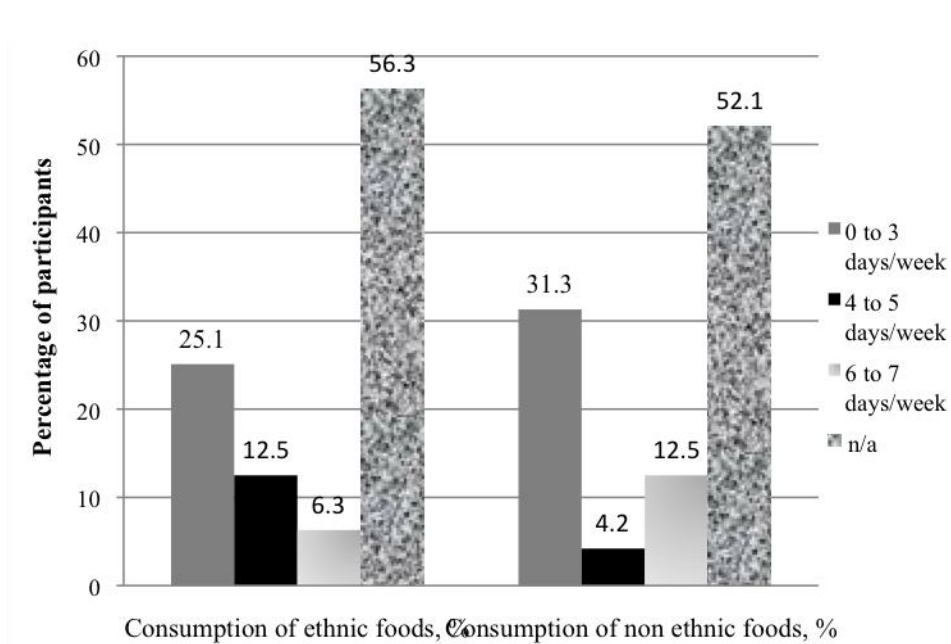 60
50
40
30
20
10
0
Percentage of participants
56.3
52.1
31.3
25.1
12.5
12.5
6.3
4.2
0 to 3
days/week
4 to 5
days/week
6 to 7
days/week
n/a
Consumption of ethnic foods, %
Consumption of non ethnic foods, %